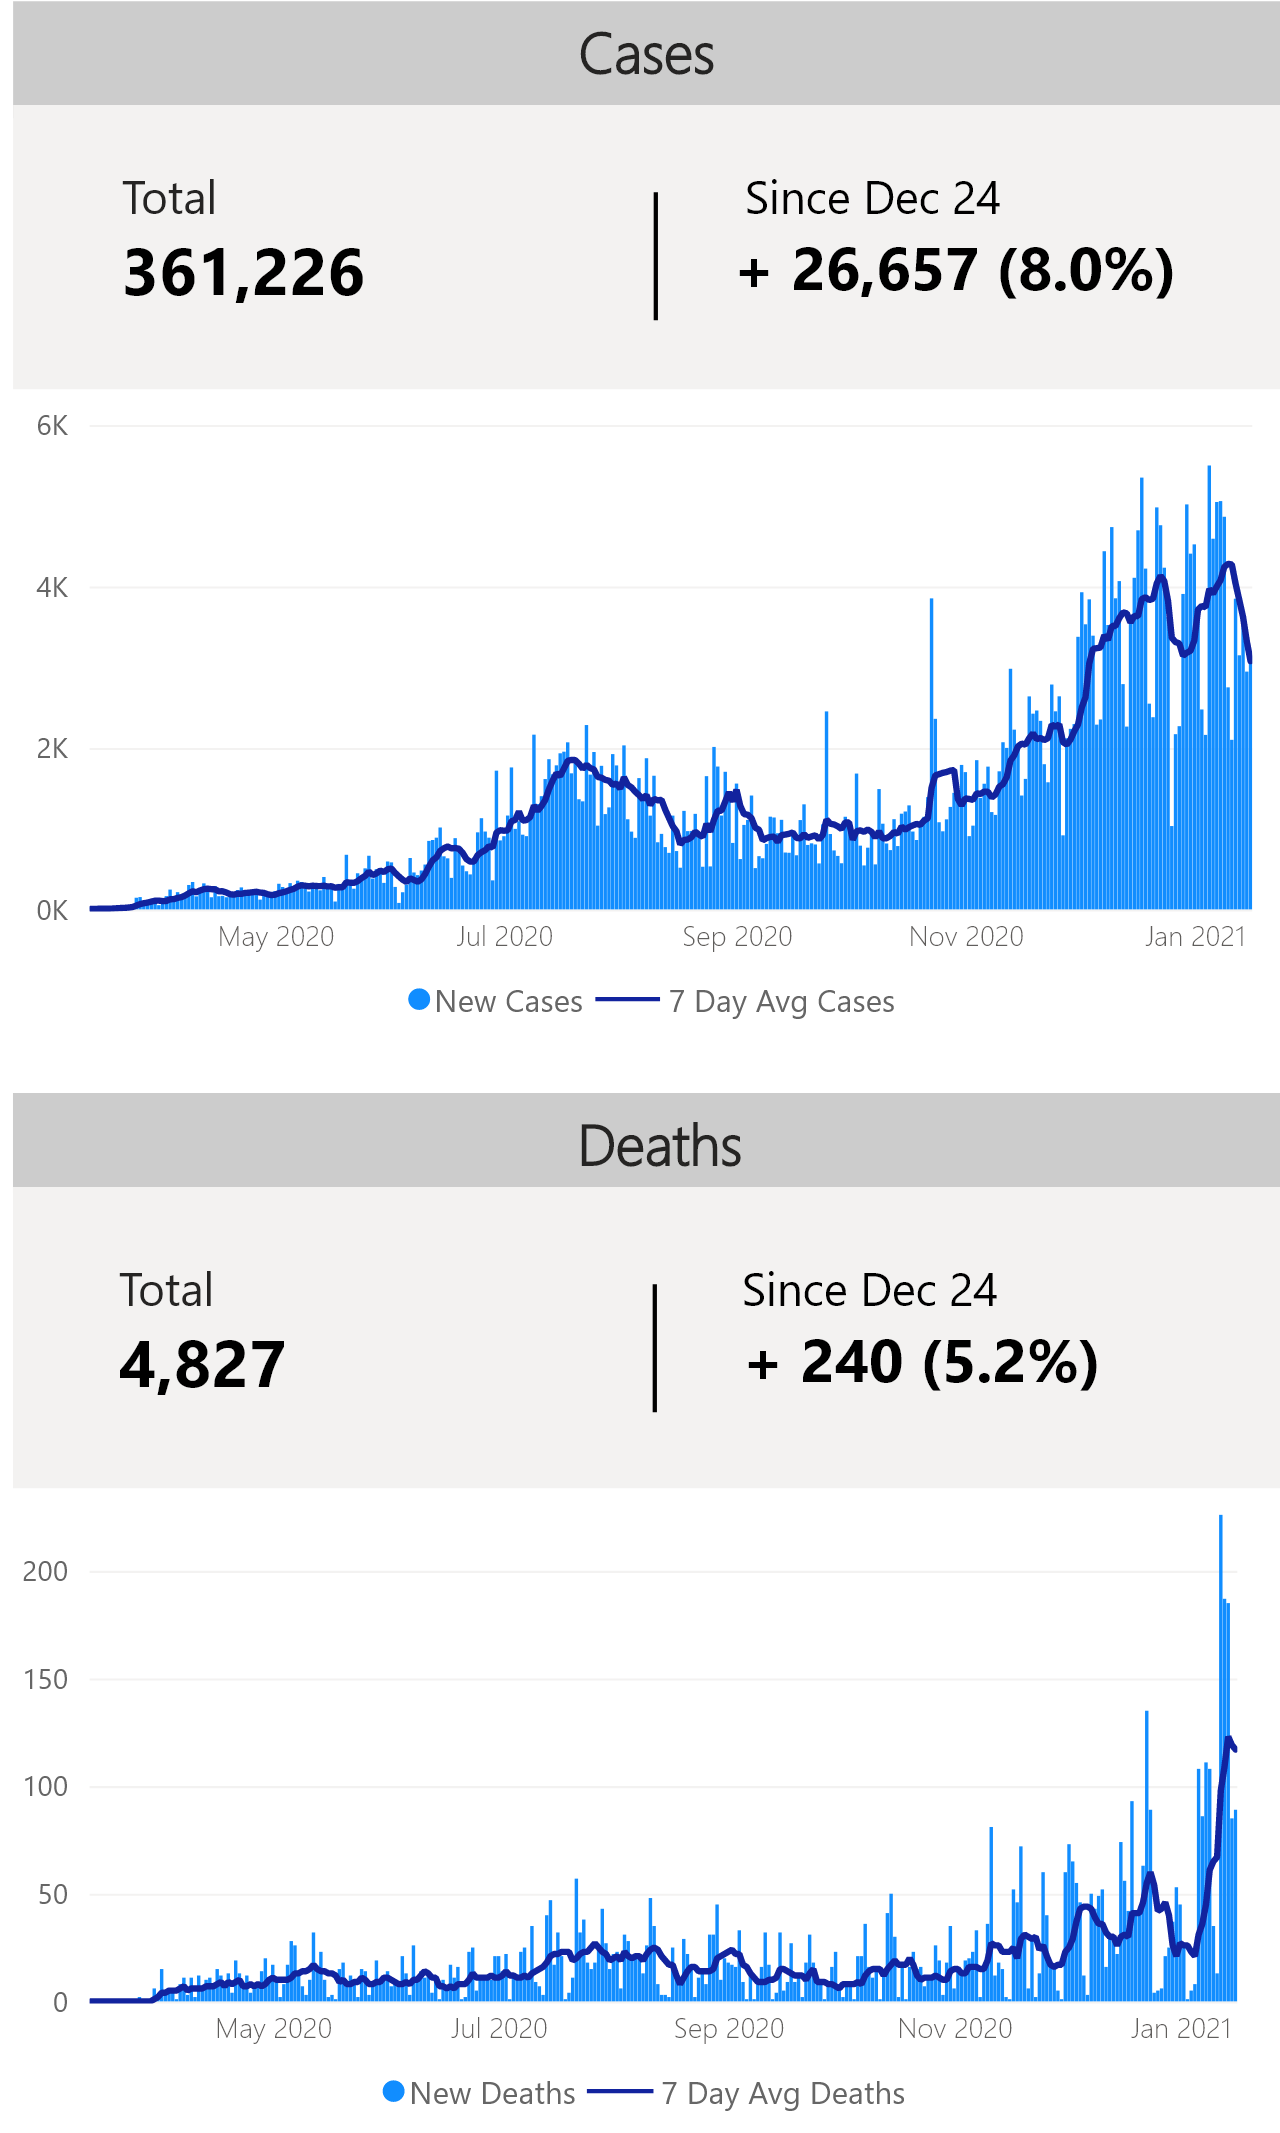 Cases
Total
Since Dec 24
361,226
+ 26,657 (8.0%)
6K
4K
2K
0K
May 2020
Jul 2020
Sep 2020
Nov 2020
Jan 2021
New Cases
7 Day Avg Cases
Deaths
Total
Since Dec 24
4,827
+ 240 (5.2%)
200
150
100
50
0
May 2020
Jul 2020
Sep 2020
Nov 2020
Jan 2021
New Deaths
7 Day Avg Deaths